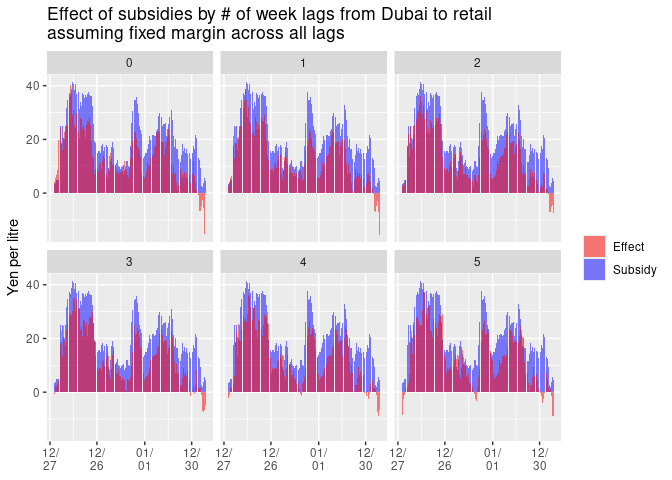 Effect of subsidies by # of week lags from Dubai to retail
assuming fixed margin across all lags
0 1 2
40
20
0
3 4 5
40
20
0
Yen per litre
12/ 12/ 01/ 12/ 12/ 12/ 01/ 12/ 12/ 12/ 01/ 12/
27 26 01 30 27 26 01 30 27 26 01 30
Effect
Subsidy